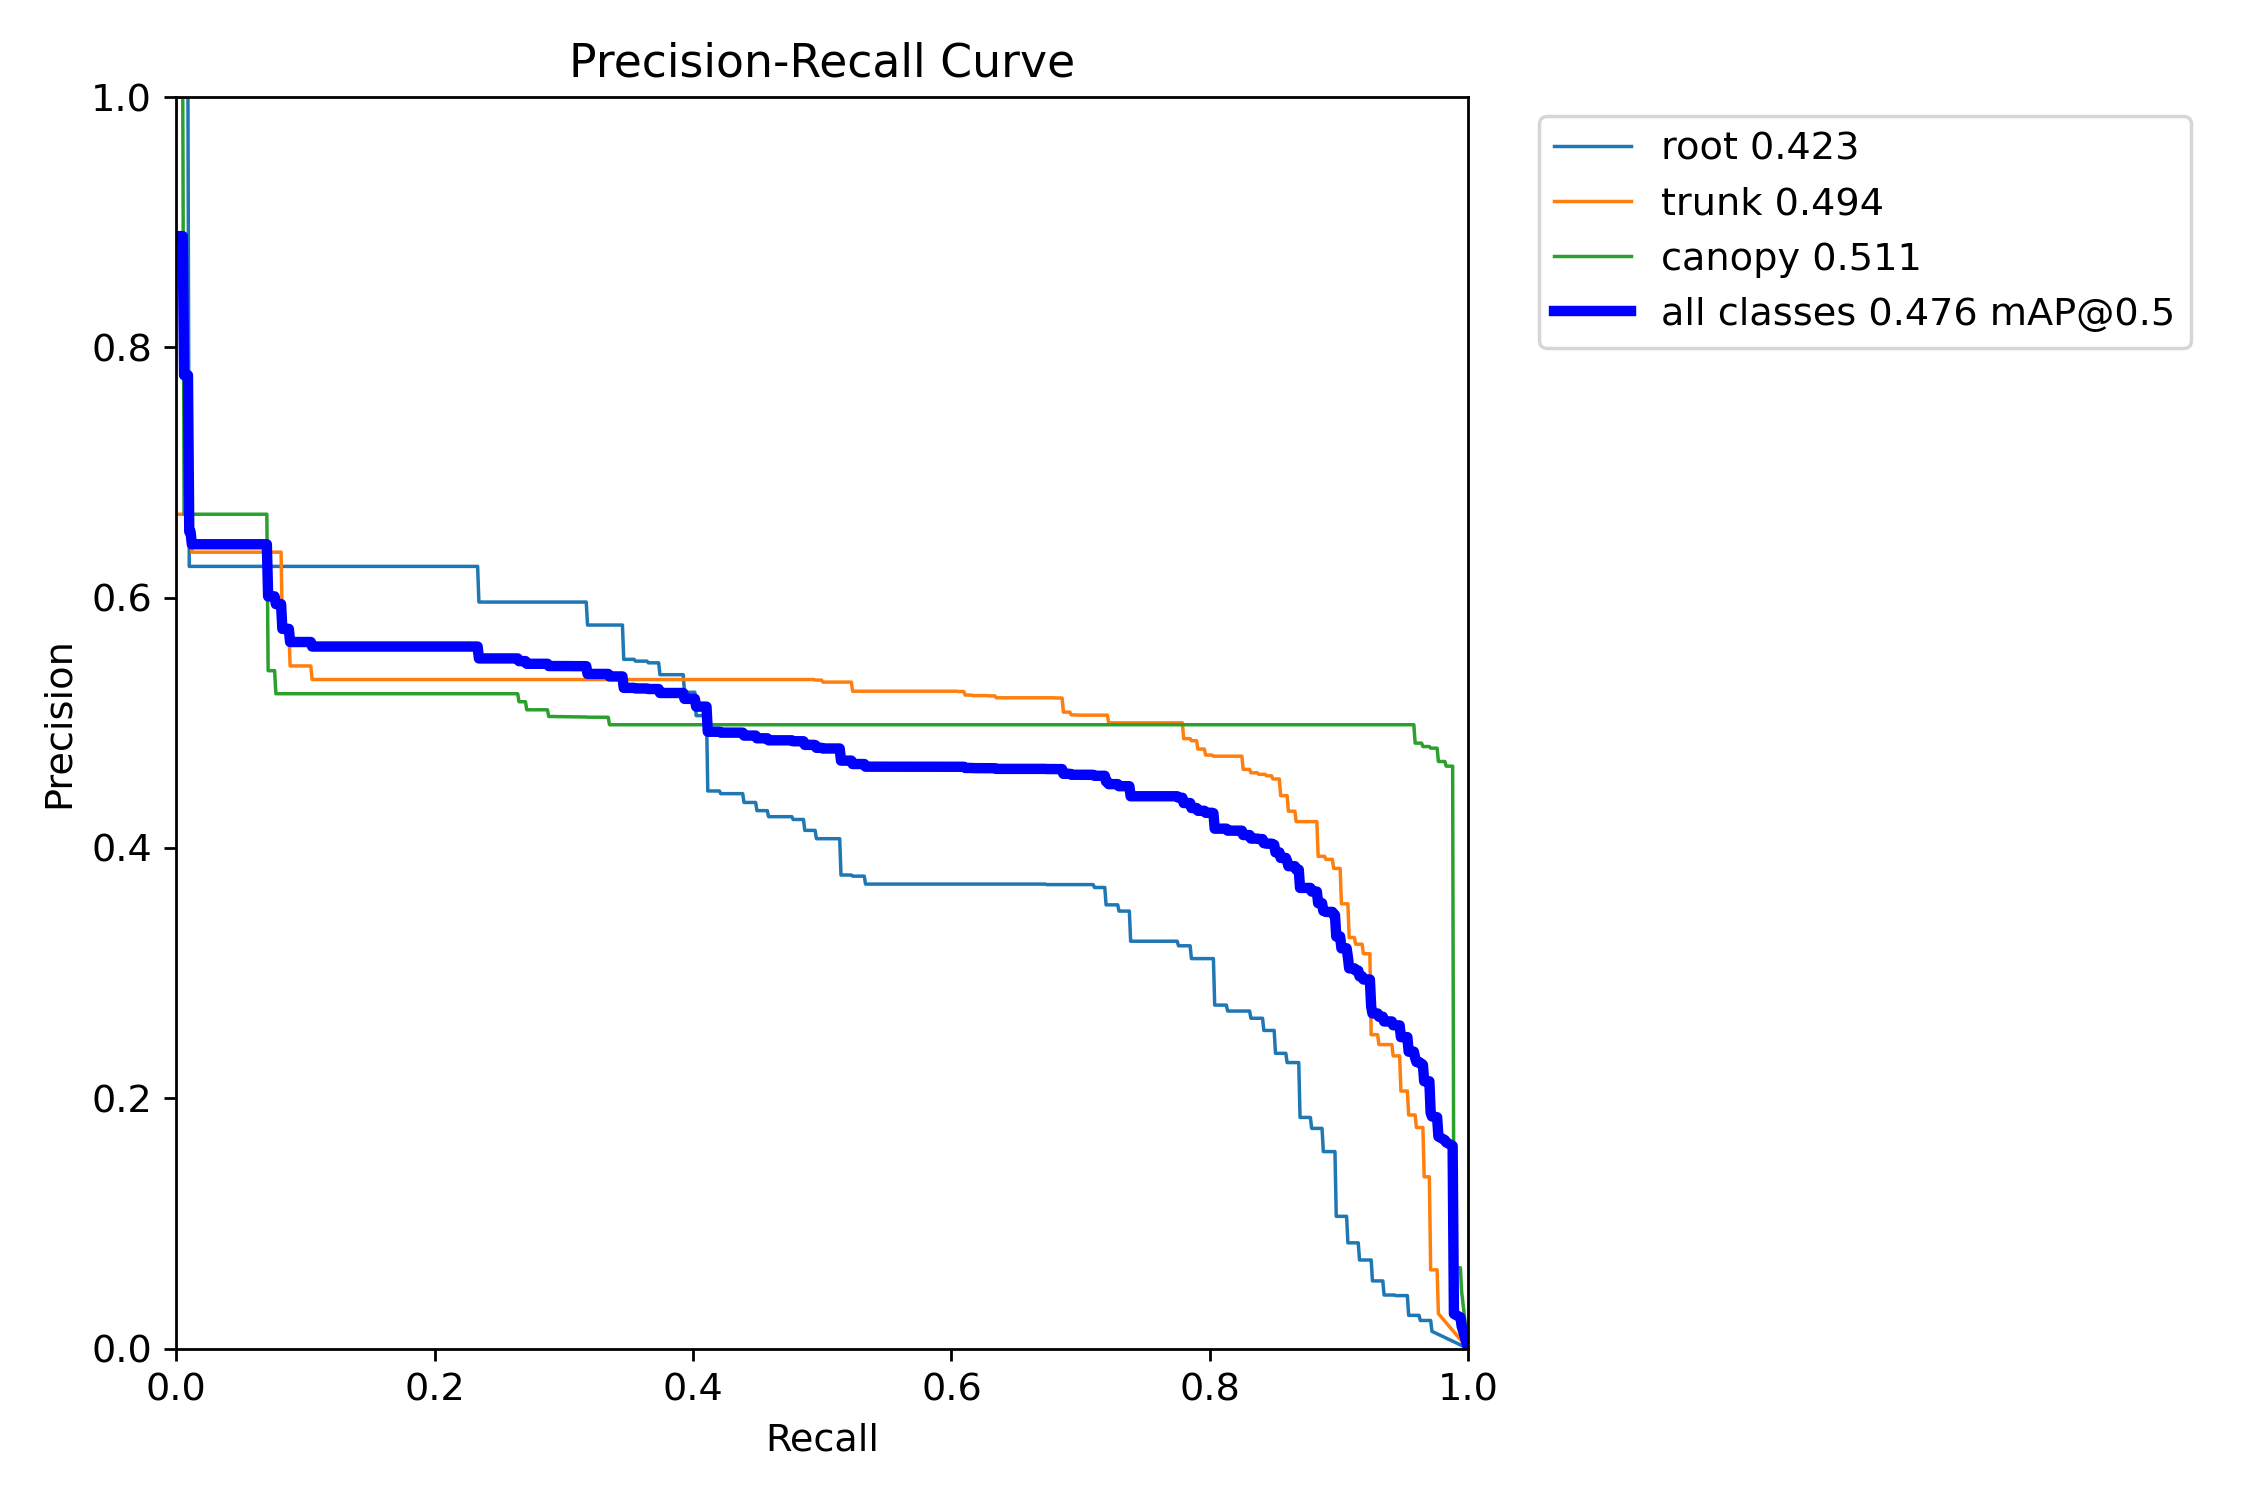 Precision-Recall Curve
1.0
0.8
0.6
0.4
0.2
0.0
Precision
0.0 0.2 0.4 0.6 0.8 1.0
Recall
root 0.423
trunk 0.494
canopy 0.511
all classes 0.476 mAP@0.5